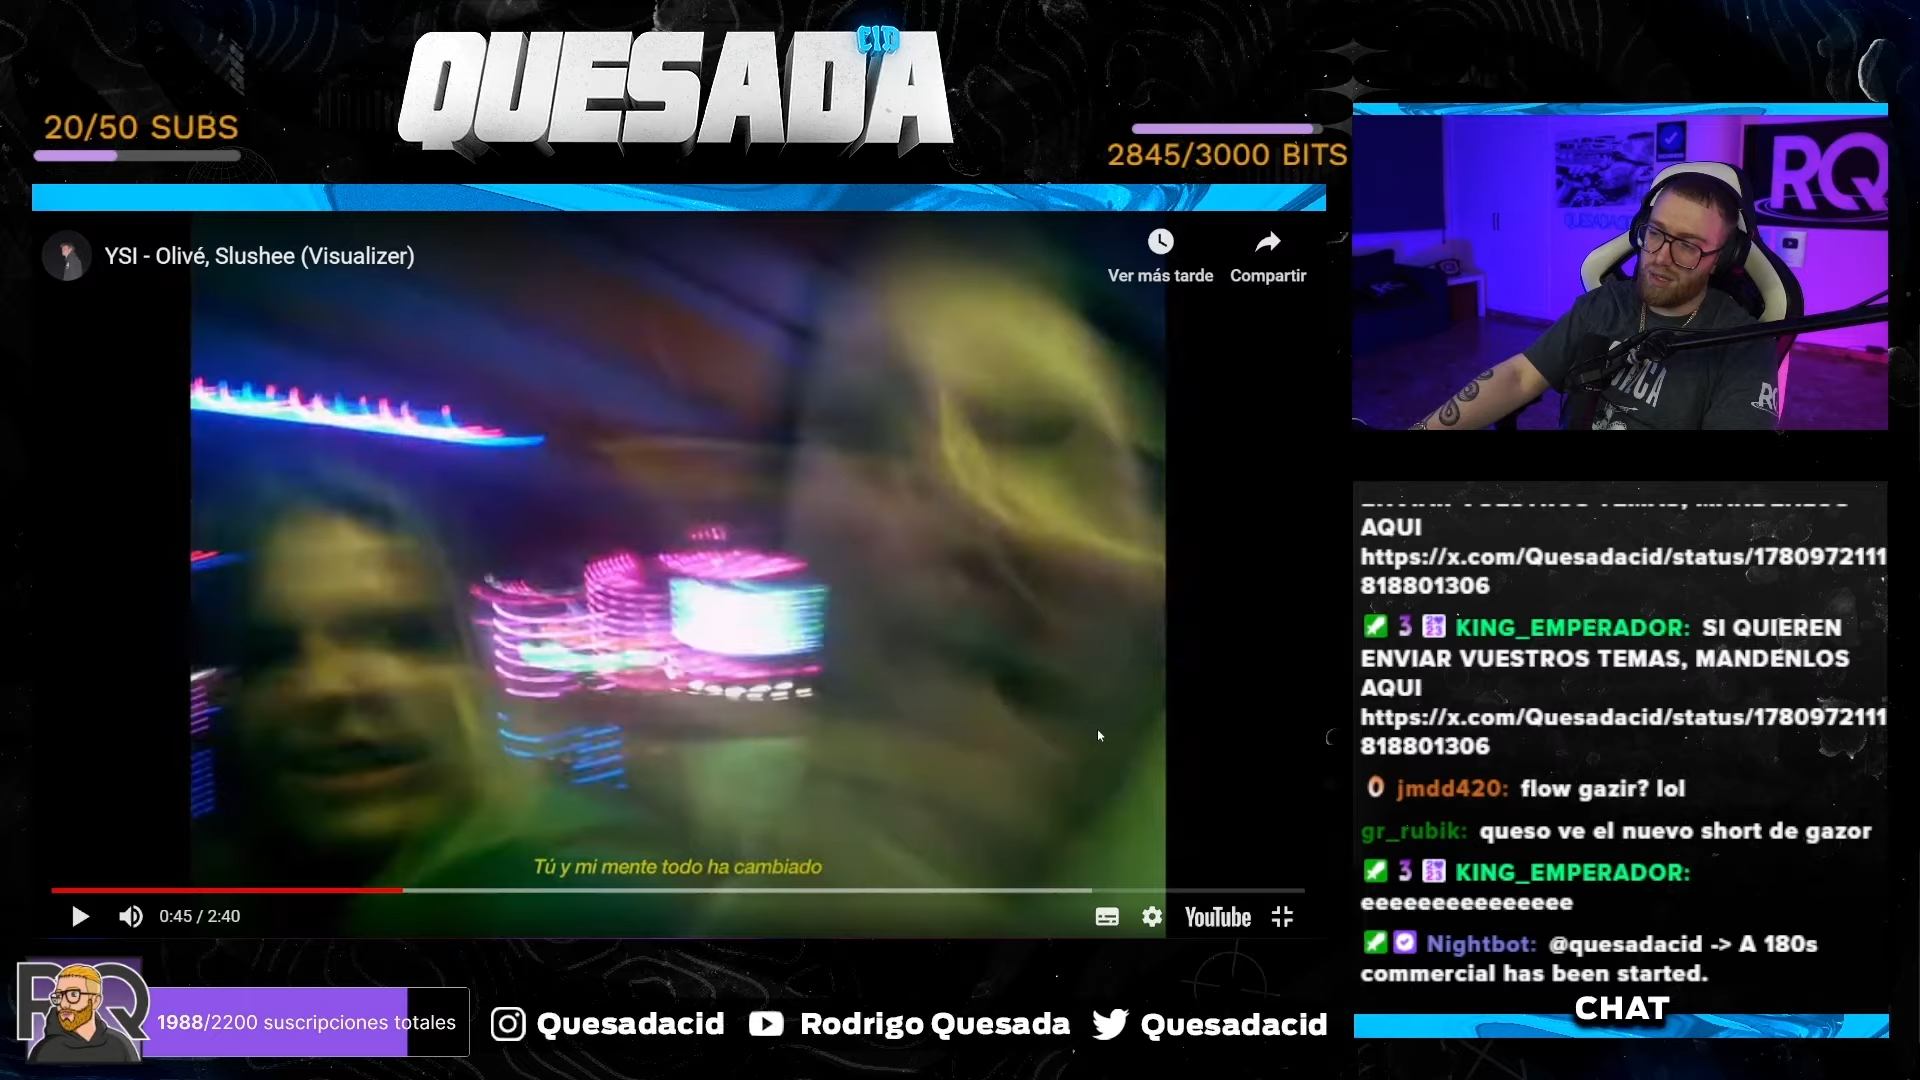 QUESADA
CID
20/50 SUBS
2845/3000 BITS
YSI - Olivé, Slushee (Visualizer)
Ver más tarde
Compartir
Tú y mi mente todo ha cambiado
0:45 / 2:40
YouTube
RQ
QUESADACID
RQ
AQUI
https://x.com/Quesadacid/status/1780972111
818801306
3 KING_EMPERADOR: SI QUIEREN
ENVIAR VUESTROS TEMAS, MANDENLOS
AQUI
https://x.com/Quesadacid/status/1780972111
818801306
jmdd420: flow gazir? lol
gr_rubik: queso ve el nuevo short de gazor
3 KING_EMPERADOR:
eeeeeeeeeeeeeee
Nightbot: @quesadacid -> A 180s
commercial has been started.
CHAT
RQ
1988/2200 suscripciones totales
Quesadacid
Rodrigo Quesada
Quesadacid